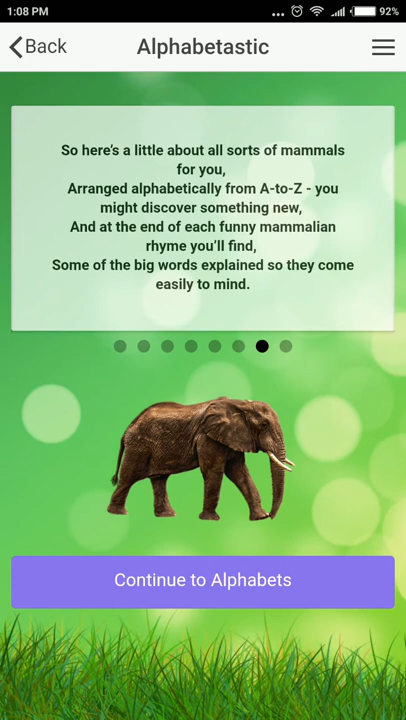 1:08 PM
92%
Back
Alphabetastic
So here's a little about all sorts of mammals
for you,
Arranged alphabetically from A-to-Z - you
might discover something new,
And at the end of each funny mammalian
rhyme you'll find,
Some of the big words explained so they come
easily to mind.
Continue to Alphabets